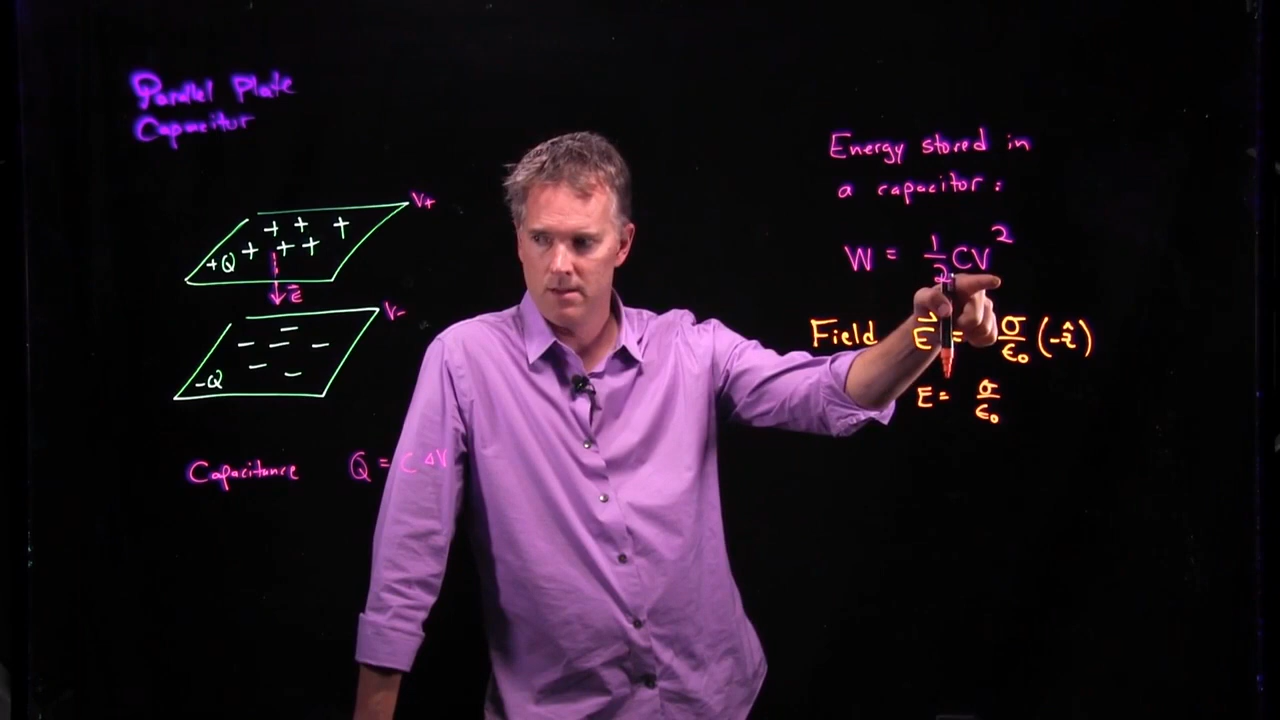 Parallel Plate
Capacitor
V+
+ + +
+ + +
+Q
E⃗
V-
-Q
Capacitance Q = C ΔV
Energy stored in
a capacitor:
W = 1/2 CV²
Field E⃗ = σ/ε₀ (-ẑ)
E = σ/ε₀